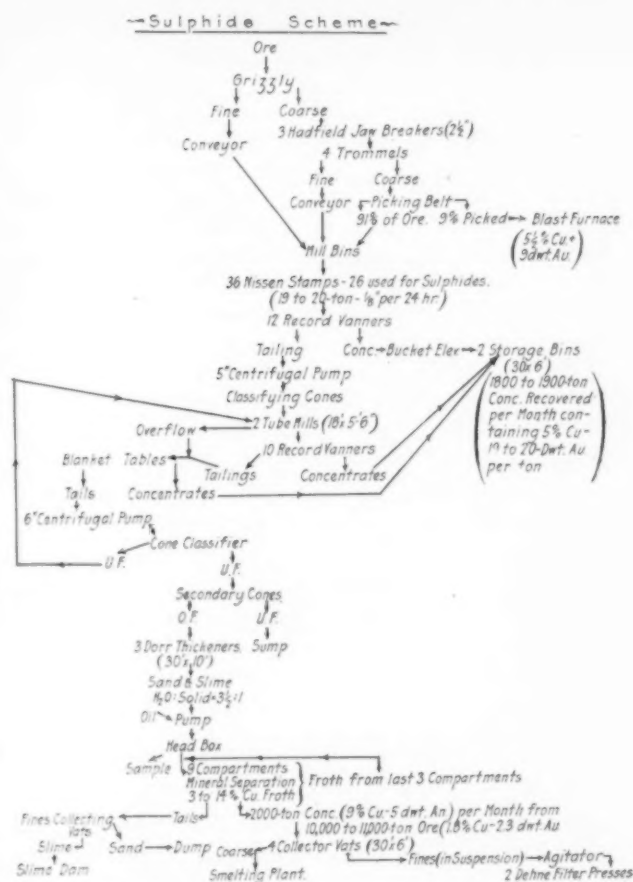 Sulphide Scheme
Ore
Grizzly
Fine Coarse
3 Hadfield Jaw Breakers (2½")
Conveyor
4 Trommels
Fine Coarse
Conveyor Picking Belt
91% of Ore. 9% Picked Blast Furnace
(5½% Cu.+
9dwt. Au.)
Mill Bins
36 Nissen Stamps - 26 used for Sulphides.
(19 to 20-ton - ⅛" per 24 hr.)
12 Record Vanners
Tailing Conc. Bucket Elev 2 Storage Bins
(30x6')
5" Centrifugal Pump
Classifying Cones
(1800 to 1900-ton
Conc. Recovered
per Month con-
taining 5% Cu-
19 to 20-Dwt. Au
per ton)
2 Tube Mills (18'x 5'6")
Overflow
10 Record Vanners
Blanket Tables
Tailings Concentrates
Tails Concentrates
6" Centrifugal Pump
Cone Classifier
U.F.
U.F.
Secondary Cones
O.F. U.F.
3 Dorr Thickeners. Sump
(30'x10')
Sand & Slime
H₂O: Solid = 3½:1
Oil Pump
Head Box
Sample 9 Compartments
Mineral Separation
3 to 14% Cu. Froth
Froth from last 3 Compartments
Tails 2000-ton Conc. (9% Cu-5 dwt. An) per Month from
10,000 to 11,000 ton Ore (1.8% Cu-2.3 dwt. Au
Fines Collecting
Vats
Slime Sand Dump Coarse 4 Collector Vats (30x6')
Fines (in Suspension) Agitator
Slime Dam Smelting Plant. 2 Dehne Filter Presses